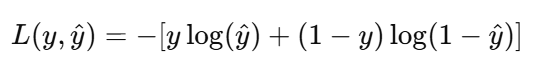 L(y, ŷ) = −[y log(ŷ) + (1 − y) log(1 − ŷ)]